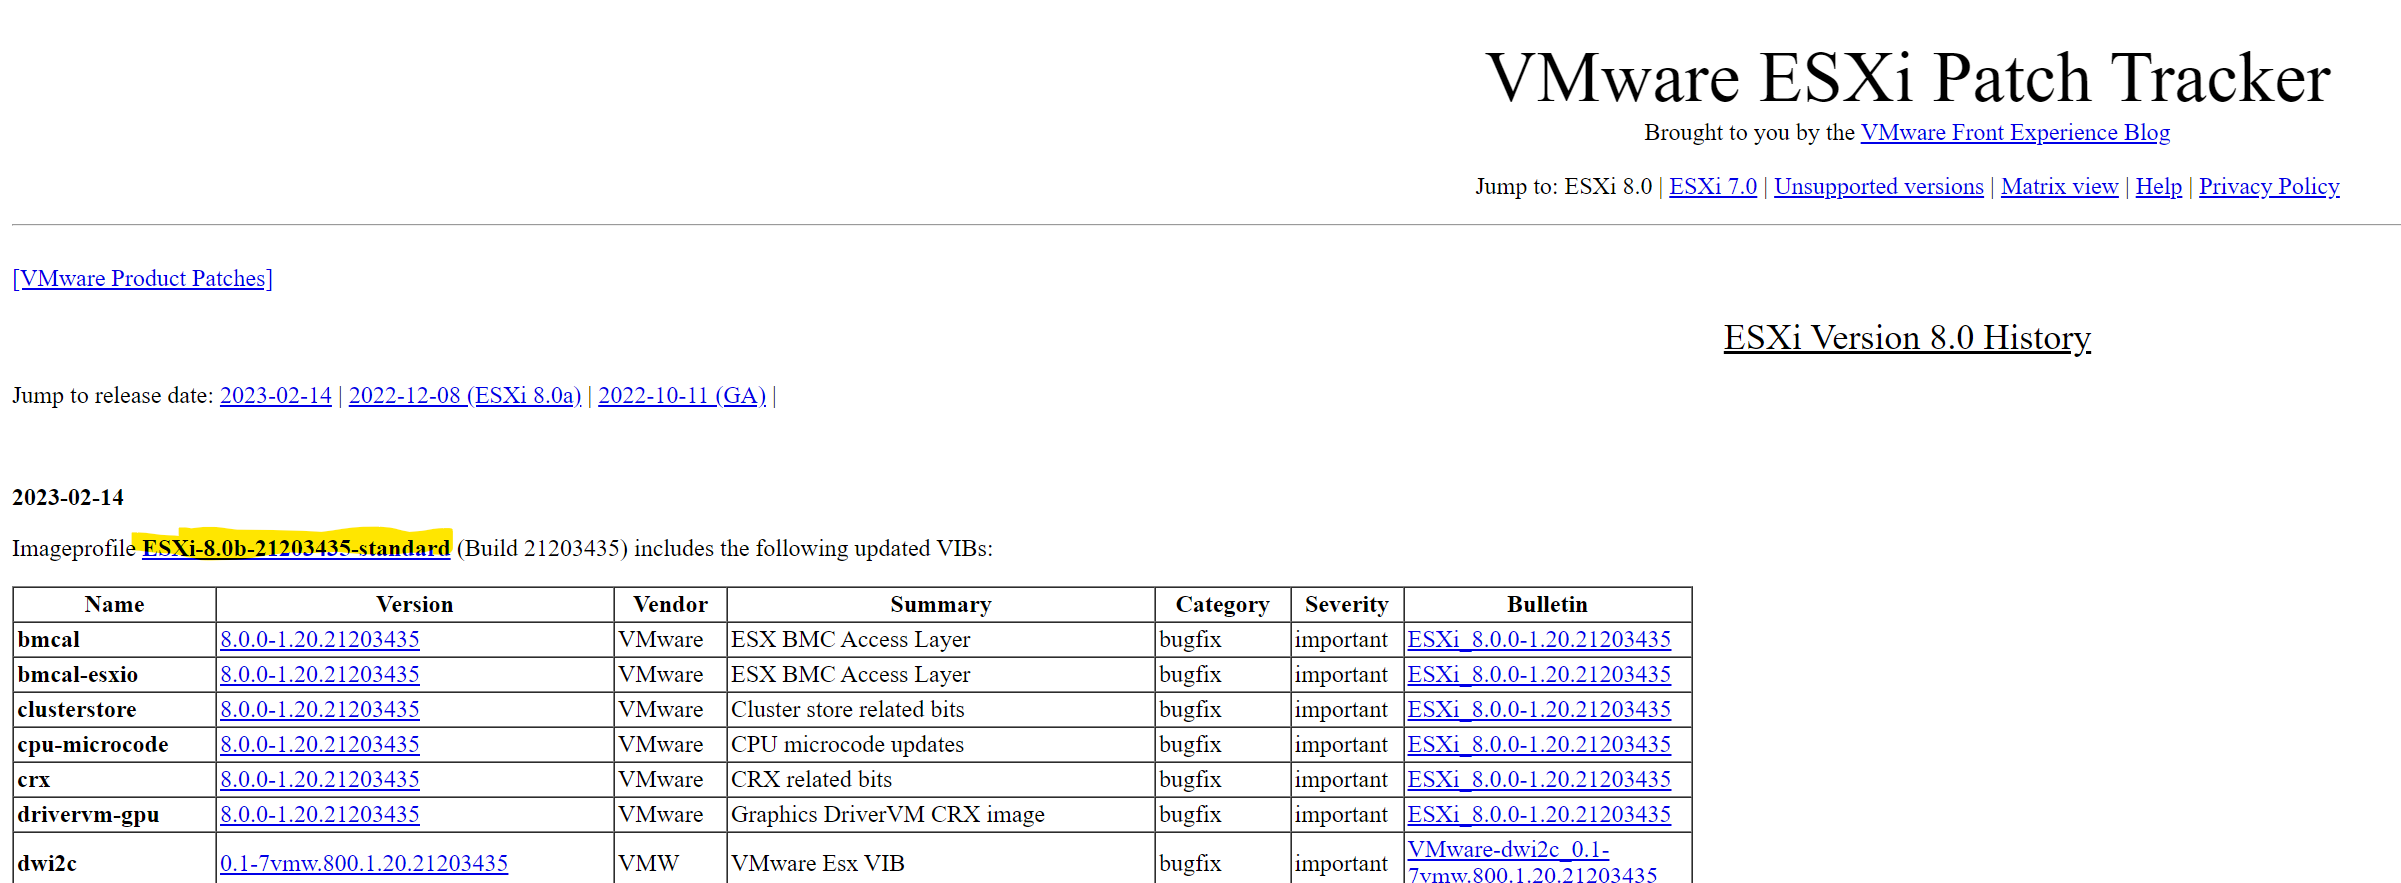 VMware ESXi Patch Tracker
Brought to you by the VMware Front Experience Blog
Jump to: ESXi 8.0 | ESXi 7.0 | Unsupported versions | Matrix view | Help | Privacy Policy
[VMware Product Patches]
ESXi Version 8.0 History
Jump to release date: 2023-02-14 | 2022-12-08 (ESXi 8.0a) | 2022-10-11 (GA) |
2023-02-14
Imageprofile ESXi-8.0b-21203435-standard (Build 21203435) includes the following updated VIBs:
Name Version Vendor Summary Category Severity Bulletin
bmcal 8.0.0-1.20.21203435 VMware ESX BMC Access Layer bugfix important ESXi_8.0.0-1.20.21203435
bmcal-esxio 8.0.0-1.20.21203435 VMware ESX BMC Access Layer bugfix important ESXi_8.0.0-1.20.21203435
clusterstore 8.0.0-1.20.21203435 VMware Cluster store related bits bugfix important ESXi_8.0.0-1.20.21203435
cpu-microcode 8.0.0-1.20.21203435 VMware CPU microcode updates bugfix important ESXi_8.0.0-1.20.21203435
crx 8.0.0-1.20.21203435 VMware CRX related bits bugfix important ESXi_8.0.0-1.20.21203435
drivervm-gpu 8.0.0-1.20.21203435 VMware Graphics DriverVM CRX image bugfix important ESXi_8.0.0-1.20.21203435
dwi2c 0.1-7vmw.800.1.20.21203435 VMW VMware Esx VIB bugfix important VMware-dwi2c_0.1-
7vmw.800.1.20.21203435